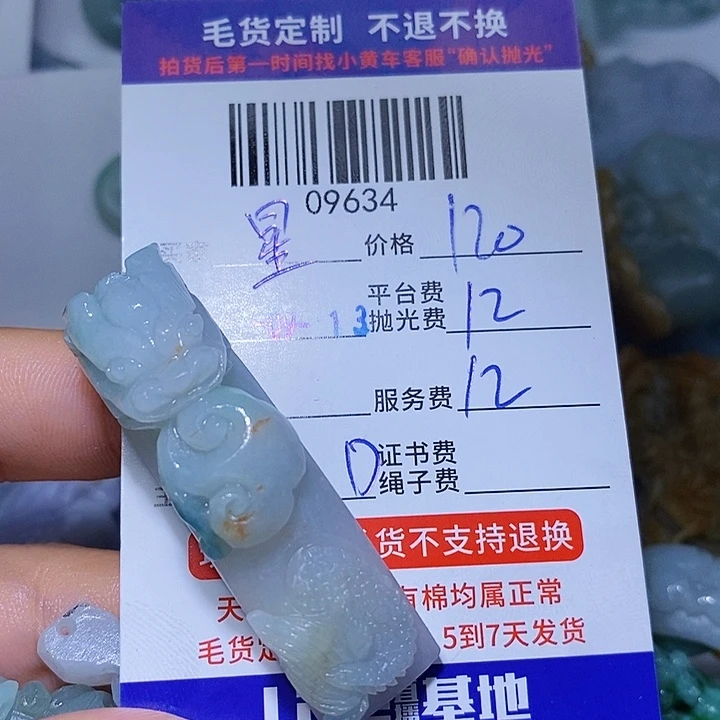 毛货定制 不退不换
拍货后第一时间找小黄车客服“确认抛光”
09634
星 价格 120
平台费
13 抛光费 12
服务费 12
证书费
绳子费
货不支持退换
天 有棉均属正常
毛货定 5到7天发货
基地